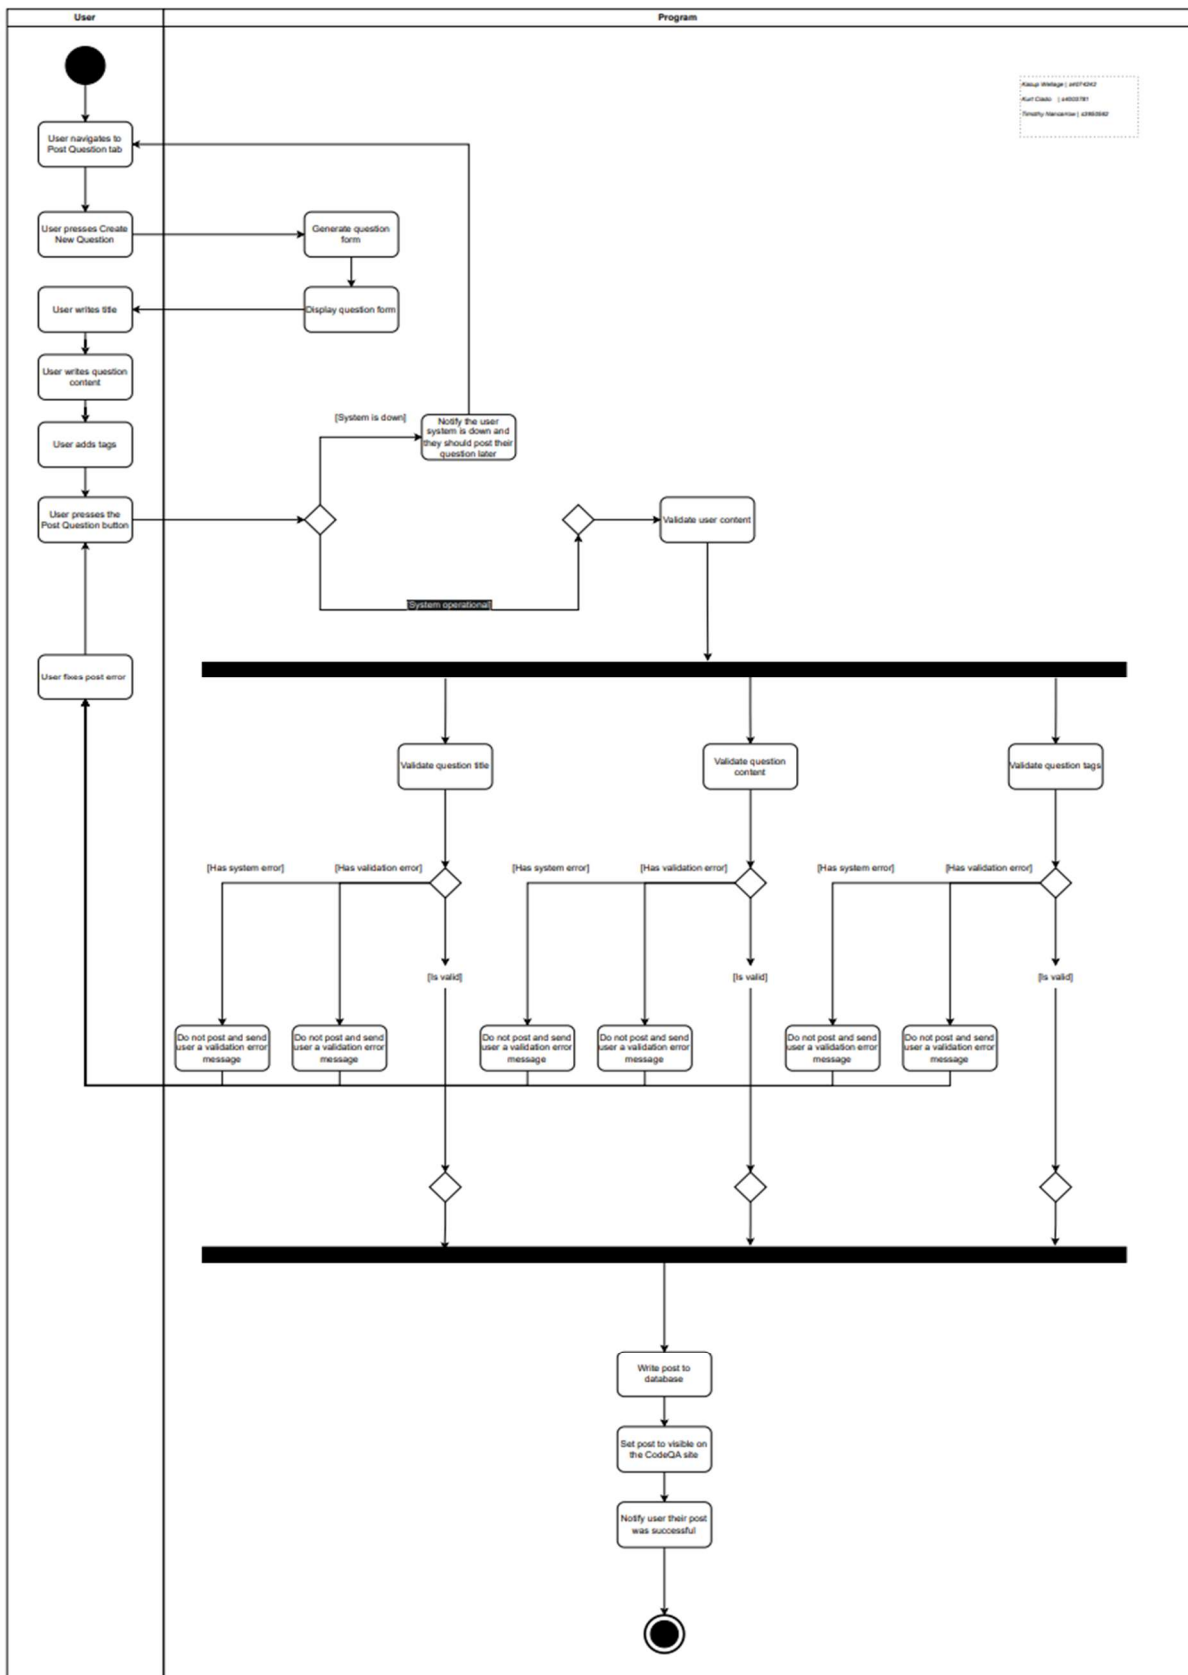 User
Program
User navigates to
Post Question tab
User presses Create
New Question
Generate question
form
User writes title
Display question form
User writes question
content
[System is down]
Notify the user
system is down and
they should post their
question later
User adds tags
User presses the
Post Question button
Validate user content
[System operational]
User fixes post error
Validate question title
Validate question
content
Validate question tags
[Has system error]
[Has validation error]
[Has system error]
[Has validation error]
[Has system error]
[Has validation error]
[Is valid]
[Is valid]
[Is valid]
Do not post and send
user a validation error
message
Do not post and send
user a validation error
message
Do not post and send
user a validation error
message
Do not post and send
user a validation error
message
Do not post and send
user a validation error
message
Do not post and send
user a validation error
message
Write post to
database
Set post to visible on
the CodeQA site
Notify user their post
was successful